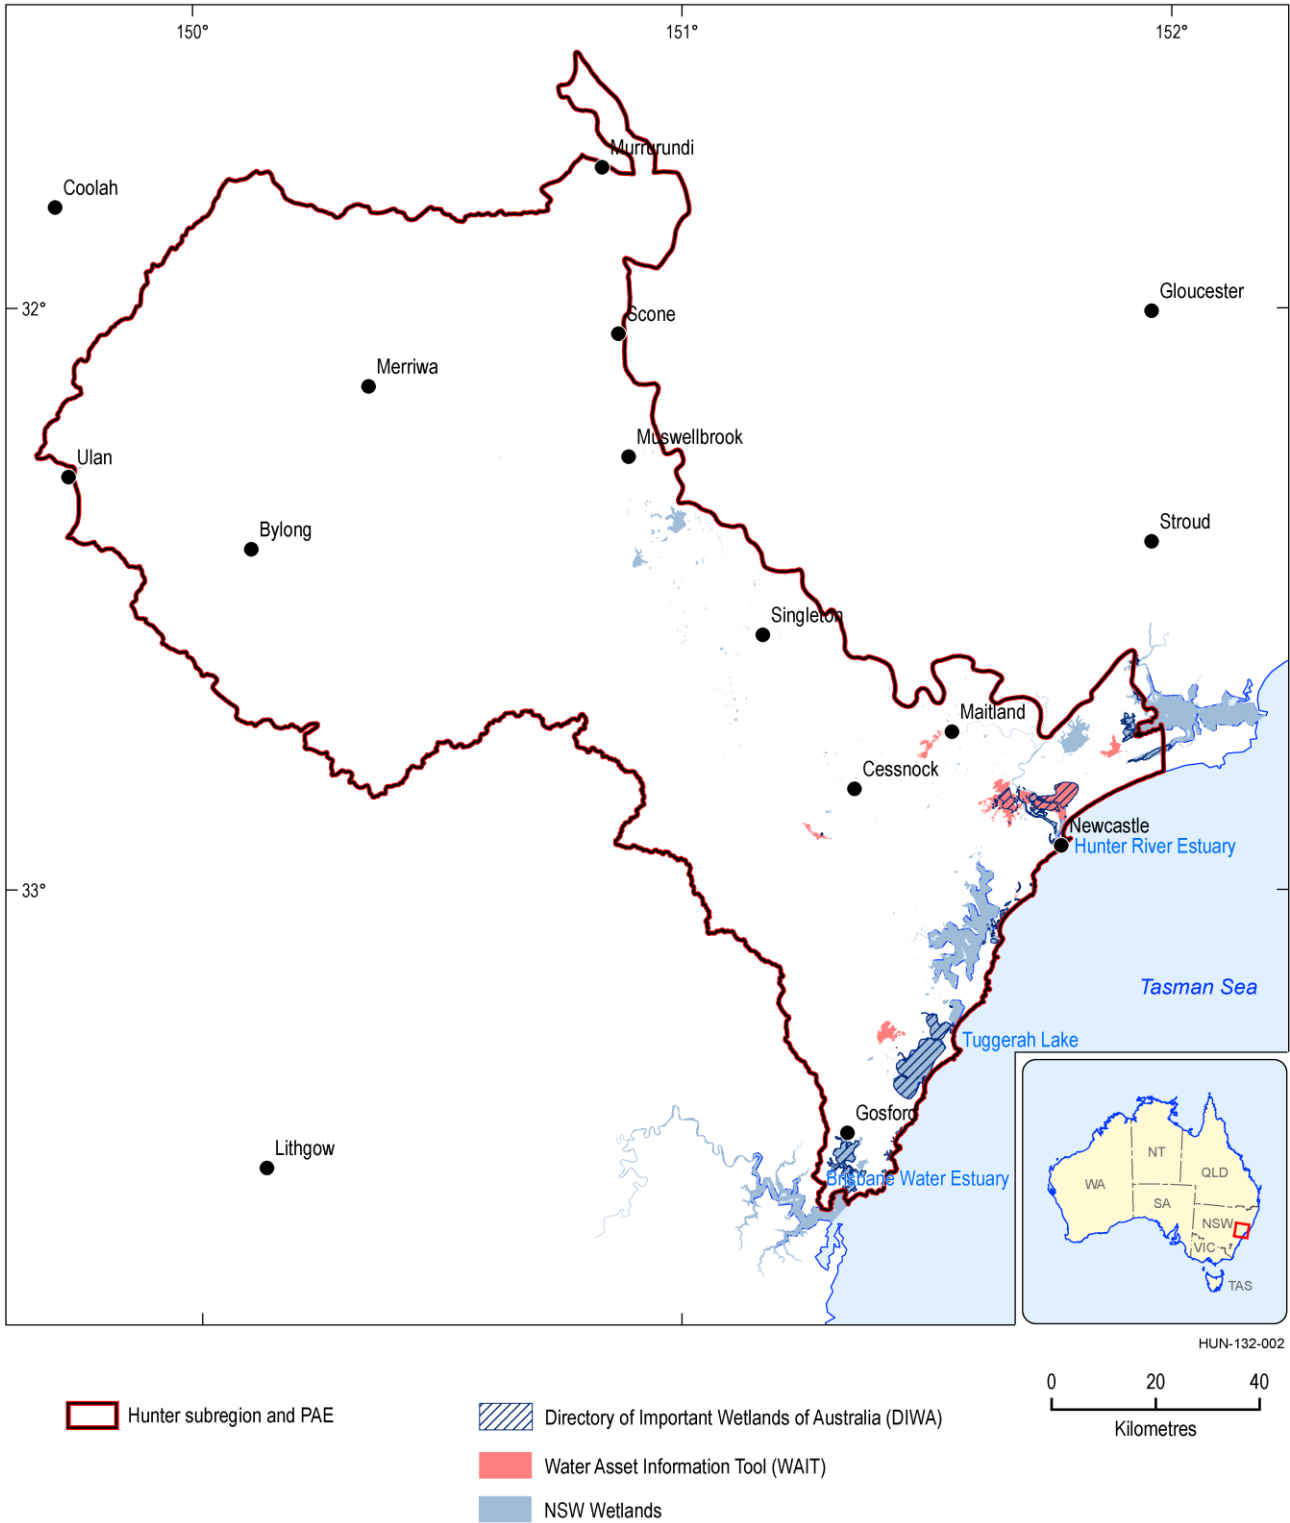 150°
151°
152°
Murrurundi
Coolah
Gloucester
32°
Scone
Merriwa
Muswellbrook
Ulan
Stroud
Bylong
Singleton
Maitland
Cessnock
Newcastle
Hunter River Estuary
33°
Tasman Sea
Tuggerah Lake
Gosford
Lithgow
Brisbane Water Estuary
NT
QLD
WA
SA
NSW
VIC
TAS
HUN-132-002
0 20 40
Kilometres
Hunter subregion and PAE
Directory of Important Wetlands of Australia (DIWA)
Water Asset Information Tool (WAIT)
NSW Wetlands